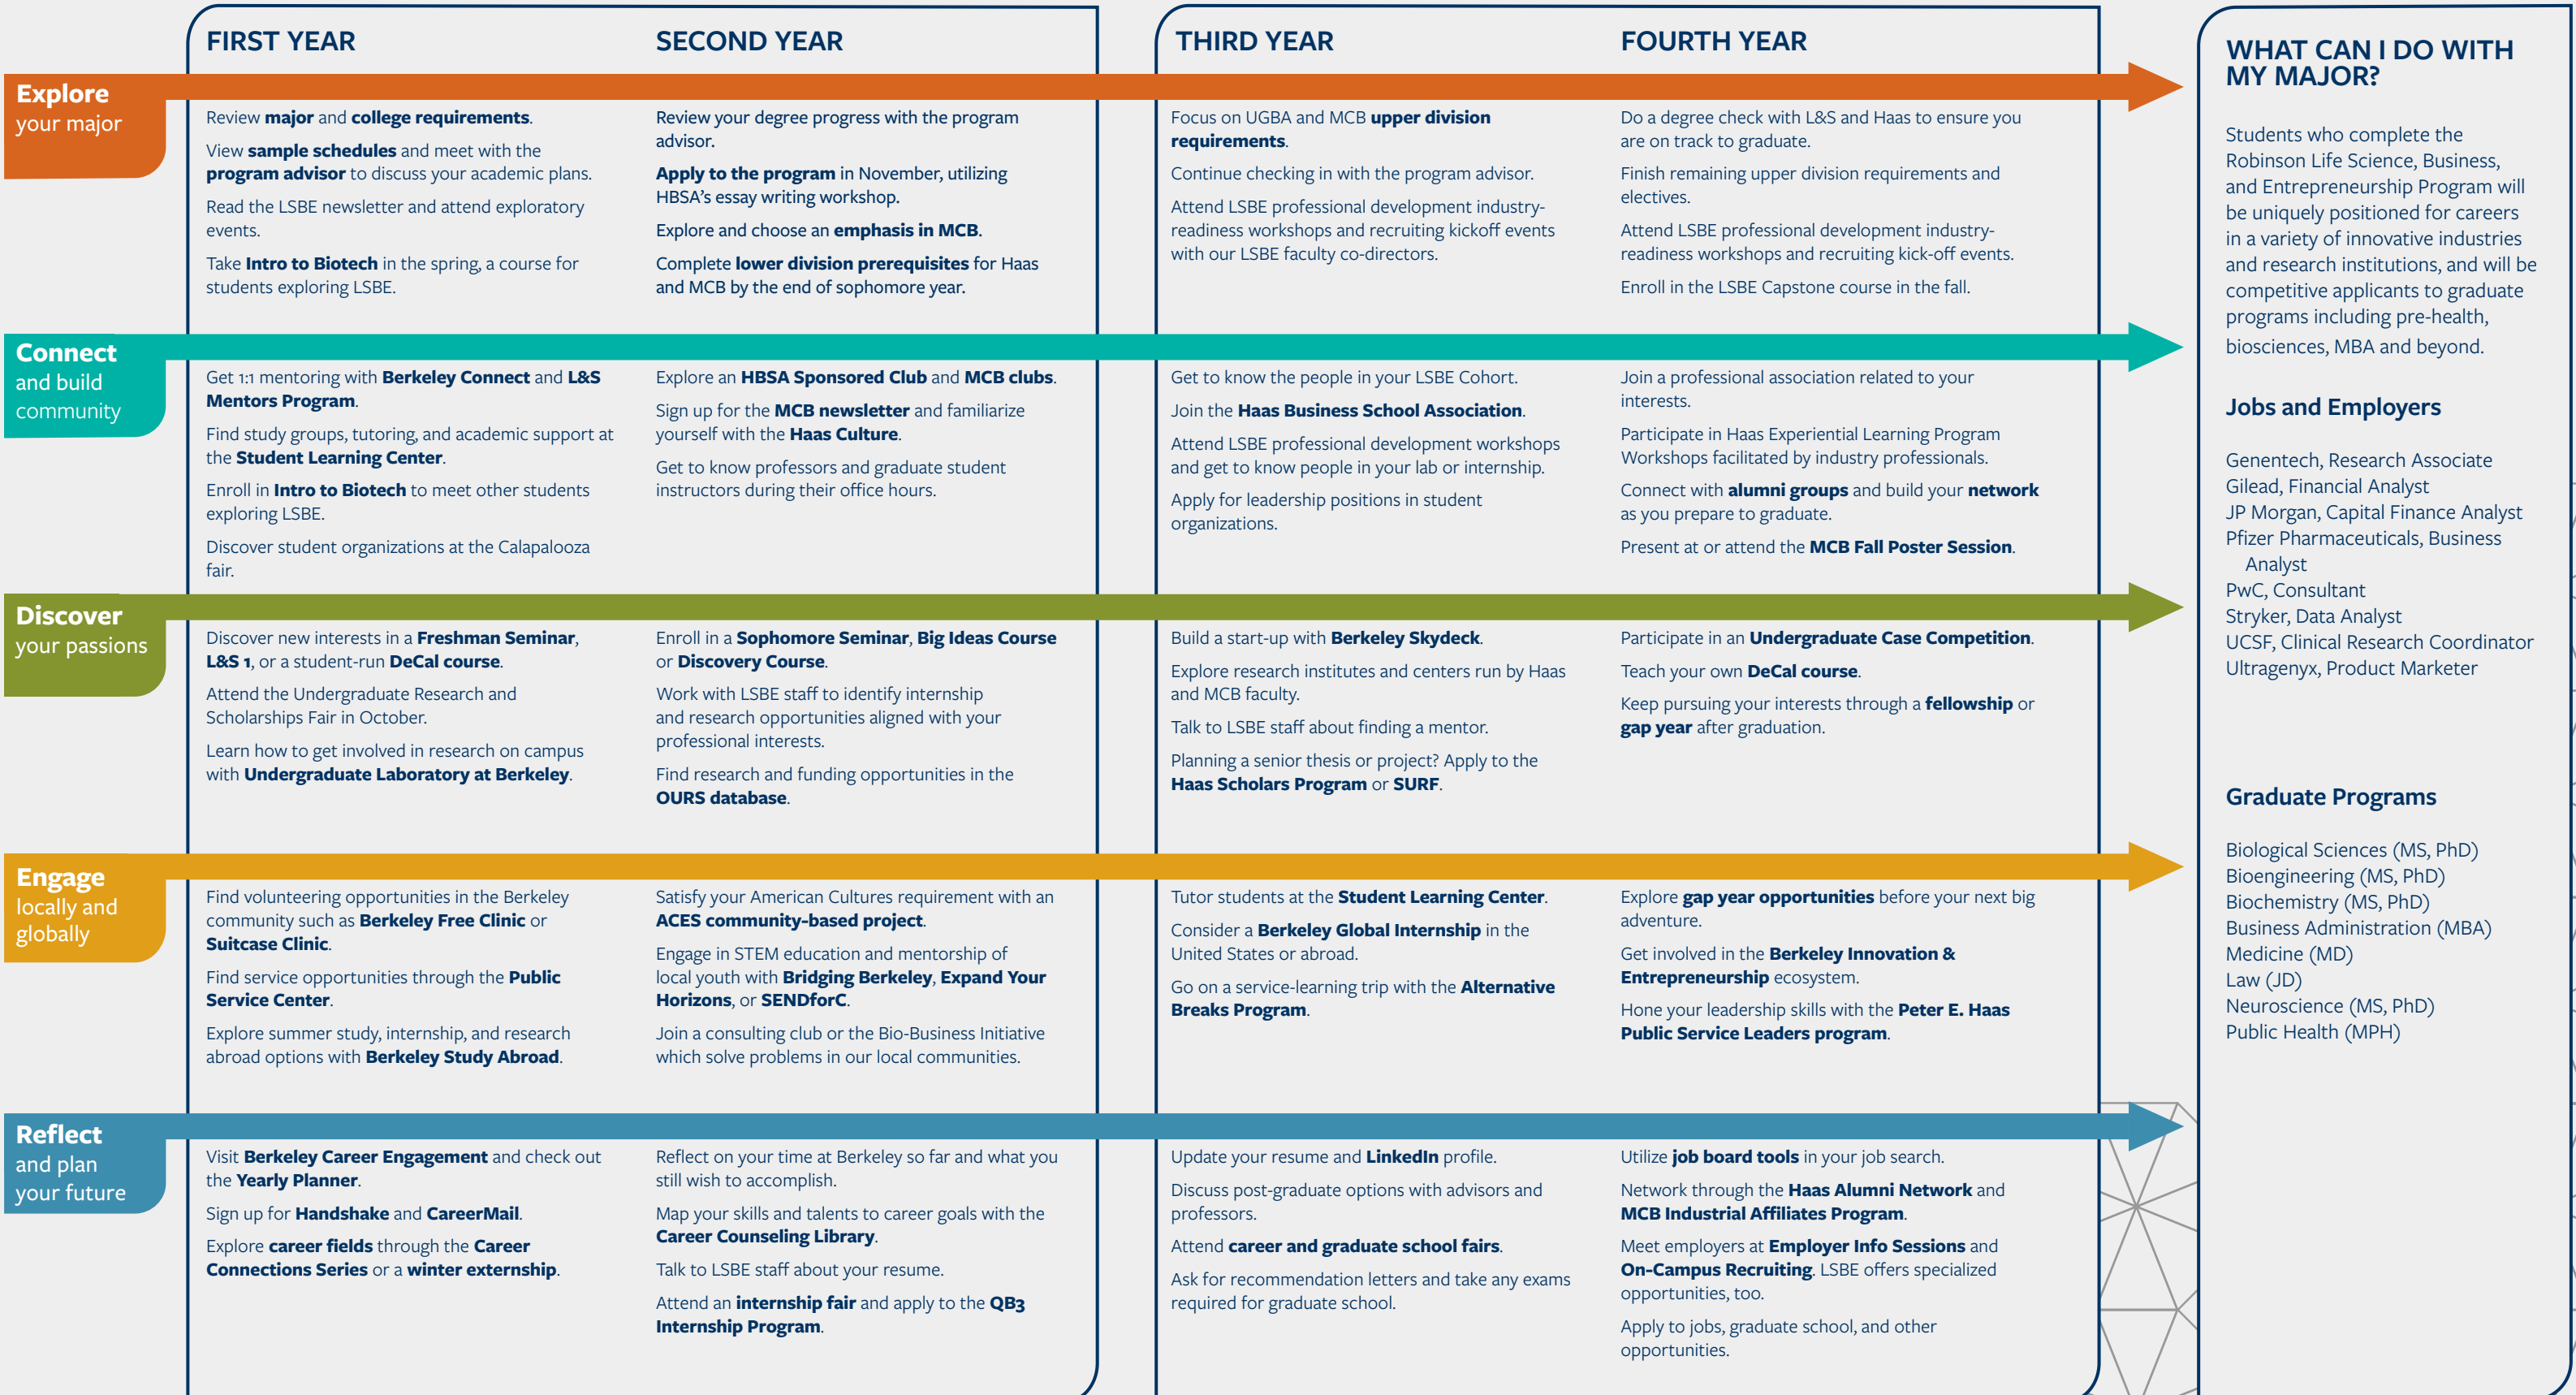 FIRST YEAR
SECOND YEAR
THIRD YEAR
FOURTH YEAR
Explore
your major
Review major and college requirements.
View sample schedules and meet with the
program advisor to discuss your academic plans.
Read the LSBE newsletter and attend exploratory
events.
Take Intro to Biotech in the spring, a course for
students exploring LSBE.
Review your degree progress with the program
advisor.
Apply to the program in November, utilizing
HBSA's essay writing workshop.
Explore and choose an emphasis in MCB.
Complete lower division prerequisites for Haas
and MCB by the end of sophomore year.
Focus on UGBA and MCB upper division
requirements.
Continue checking in with the program advisor.
Attend LSBE professional development industry-
readiness workshops and recruiting kickoff events
with our LSBE faculty co-directors.
Do a degree check with L&S and Haas to ensure you
are on track to graduate.
Finish remaining upper division requirements and
electives.
Attend LSBE professional development industry-
readiness workshops and recruiting kick-off events.
Enroll in the LSBE Capstone course in the fall.
Connect
and build
community
Get 1:1 mentoring with Berkeley Connect and L&S
Mentors Program.
Find study groups, tutoring, and academic support at
the Student Learning Center.
Enroll in Intro to Biotech to meet other students
exploring LSBE.
Discover student organizations at the Calapalooza
fair.
Explore an HBSA Sponsored Club and MCB clubs.
Sign up for the MCB newsletter and familiarize
yourself with the Haas Culture.
Get to know professors and graduate student
instructors during their office hours.
Get to know the people in your LSBE Cohort.
Join the Haas Business School Association.
Attend LSBE professional development workshops
and get to know people in your lab or internship.
Apply for leadership positions in student
organizations.
Join a professional association related to your
interests.
Participate in Haas Experiential Learning Program
Workshops facilitated by industry professionals.
Connect with alumni groups and build your network
as you prepare to graduate.
Present at or attend the MCB Fall Poster Session.
Discover
your passions
Discover new interests in a Freshman Seminar,
L&S 1, or a student-run DeCal course.
Attend the Undergraduate Research and
Scholarships Fair in October.
Learn how to get involved in research on campus
with Undergraduate Laboratory at Berkeley.
Enroll in a Sophomore Seminar, Big Ideas Course
or Discovery Course.
Work with LSBE staff to identify internship
and research opportunities aligned with your
professional interests.
Find research and funding opportunities in the
OURS database.
Build a start-up with Berkeley Skydeck.
Explore research institutes and centers run by Haas
and MCB faculty.
Talk to LSBE staff about finding a mentor.
Planning a senior thesis or project? Apply to the
Haas Scholars Program or SURF.
Participate in an Undergraduate Case Competition.
Teach your own DeCal course.
Keep pursuing your interests through a fellowship or
gap year after graduation.
Engage
locally and
globally
Find volunteering opportunities in the Berkeley
community such as Berkeley Free Clinic or
Suitcase Clinic.
Find service opportunities through the Public
Service Center.
Explore summer study, internship, and research
abroad options with Berkeley Study Abroad.
Satisfy your American Cultures requirement with an
ACES community-based project.
Engage in STEM education and mentorship of
local youth with Bridging Berkeley, Expand Your
Horizons, or SENDforC.
Join a consulting club or the Bio-Business Initiative
which solve problems in our local communities.
Tutor students at the Student Learning Center.
Consider a Berkeley Global Internship in the
United States or abroad.
Go on a service-learning trip with the Alternative
Breaks Program.
Explore gap year opportunities before your next big
adventure.
Get involved in the Berkeley Innovation &
Entrepreneurship ecosystem.
Hone your leadership skills with the Peter E. Haas
Public Service Leaders program.
Reflect
and plan
your future
Visit Berkeley Career Engagement and check out
the Yearly Planner.
Sign up for Handshake and CareerMail.
Explore career fields through the Career
Connections Series or a winter externship.
Reflect on your time at Berkeley so far and what you
still wish to accomplish.
Map your skills and talents to career goals with the
Career Counseling Library.
Talk to LSBE staff about your resume.
Attend an internship fair and apply to the QB3
Internship Program.
Update your resume and LinkedIn profile.
Discuss post-graduate options with advisors and
professors.
Attend career and graduate school fairs.
Ask for recommendation letters and take any exams
required for graduate school.
Utilize job board tools in your job search.
Network through the Haas Alumni Network and
MCB Industrial Affiliates Program.
Meet employers at Employer Info Sessions and
On-Campus Recruiting. LSBE offers specialized
opportunities, too.
Apply to jobs, graduate school, and other
opportunities.
WHAT CAN I DO WITH
MY MAJOR?
Students who complete the
Robinson Life Science, Business,
and Entrepreneurship Program will
be uniquely positioned for careers
in a variety of innovative industries
and research institutions, and will be
competitive applicants to graduate
programs including pre-health,
biosciences, MBA and beyond.
Jobs and Employers
Genentech, Research Associate
Gilead, Financial Analyst
JP Morgan, Capital Finance Analyst
Pfizer Pharmaceuticals, Business
Analyst
PwC, Consultant
Stryker, Data Analyst
UCSF, Clinical Research Coordinator
Ultragenyx, Product Marketer
Graduate Programs
Biological Sciences (MS, PhD)
Bioengineering (MS, PhD)
Biochemistry (MS, PhD)
Business Administration (MBA)
Medicine (MD)
Law (JD)
Neuroscience (MS, PhD)
Public Health (MPH)